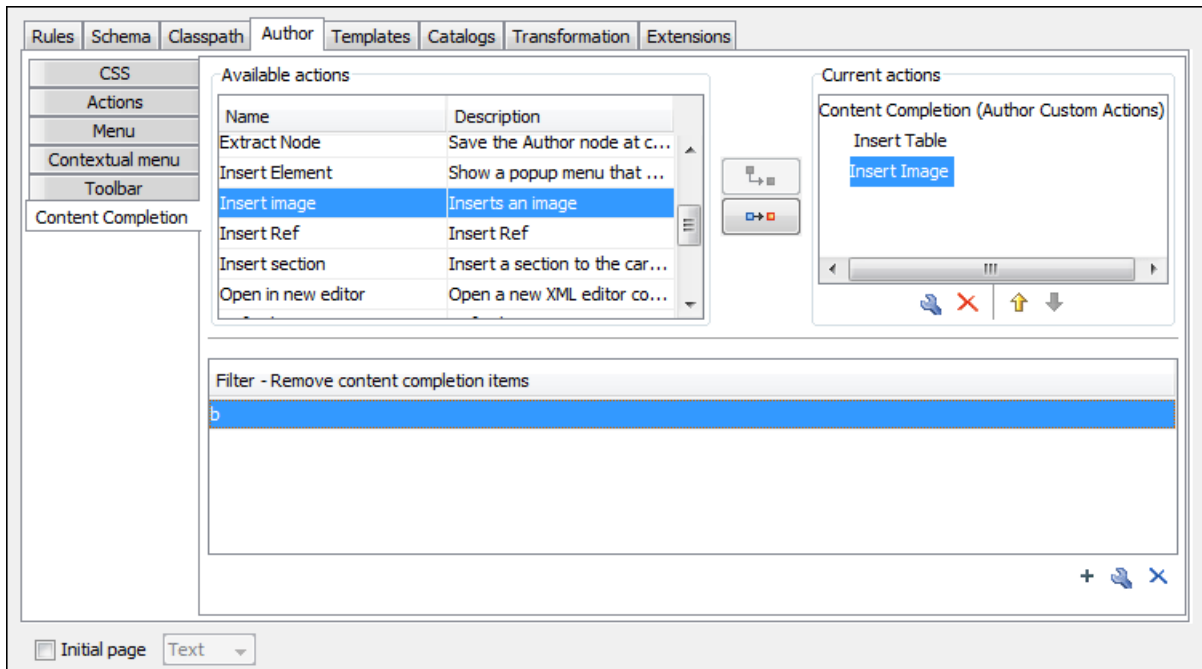 Rules Schema Classpath Author Templates Catalogs Transformation Extensions
CSS
Actions
Menu
Contextual menu
Toolbar
Content Completion
Available actions
Name Description
Extract Node Save the Author node at c...
Insert Element Show a popup menu that ...
Insert image Inserts an image
Insert Ref Insert Ref
Insert section Insert a section to the car...
Open in new editor Open a new XML editor co...
Current actions
Content Completion (Author Custom Actions)
Insert Table
Insert Image
Filter - Remove content completion items
b
Initial page Text